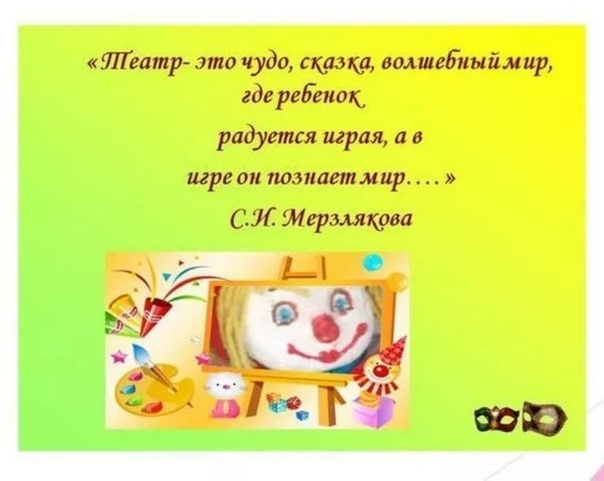 «Театр- это чудо, сказка, волшебный мир,
где ребенок
радуется играя, а в
игре он познает мир…. »
С.И. Мерзлякова